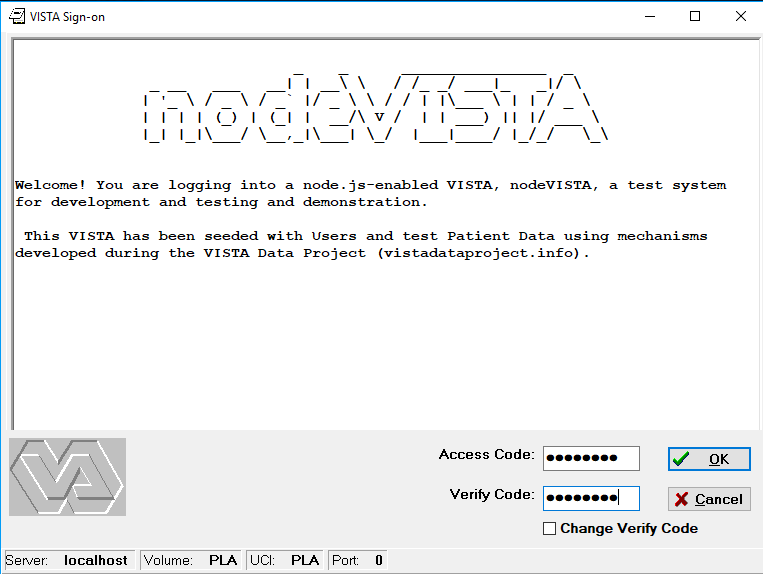 VISTA Sign-on
nodeVISTA
Welcome! You are logging into a node.js-enabled VISTA, nodeVISTA, a test system
for development and testing and demonstration.
This VISTA has been seeded with Users and test Patient Data using mechanisms
developed during the VISTA Data Project (vistadataproject.info).
VA
Access Code: ●●●●●●●● OK
Verify Code: ●●●●●●●● Cancel
Change Verify Code
Server: localhost Volume: PLA UCI: PLA Port: 0